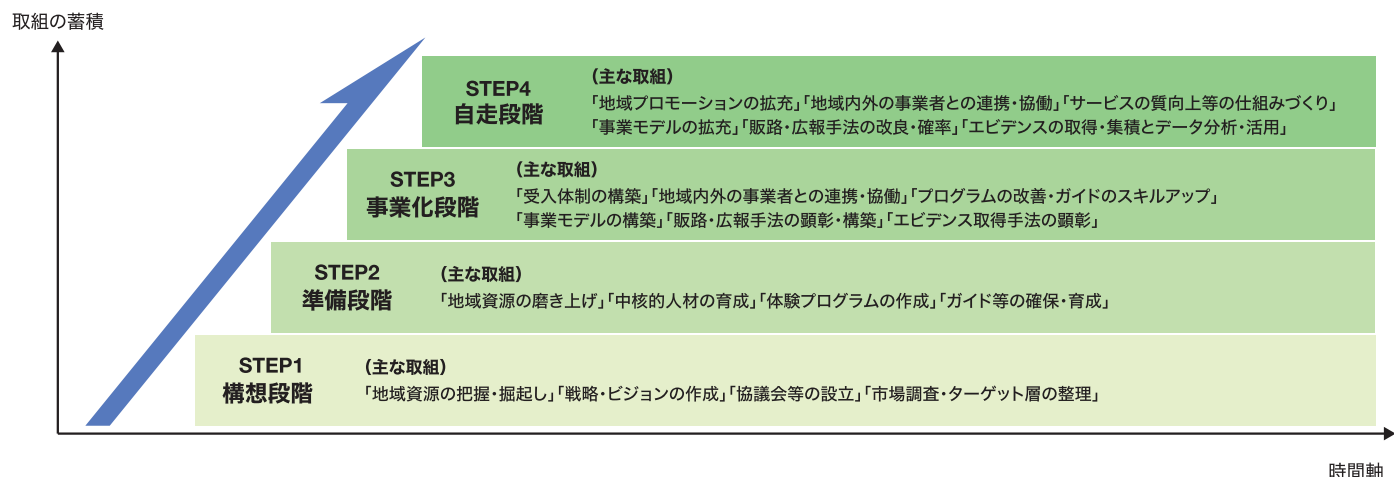 取組の蓄積
STEP4
自走段階
（主な取組）
「地域プロモーションの拡充」「地域内外の事業者との連携・協働」「サービスの質向上等の仕組みづくり」
「事業モデルの拡充」「販路・広報手法の改良・確率」「エビデンスの取得・集積とデータ分析・活用」
STEP3
事業化段階
（主な取組）
「受入体制の構築」「地域内外の事業者との連携・協働」「プログラムの改善・ガイドのスキルアップ」
「事業モデルの構築」「販路・広報手法の顕彰・構築」「エビデンス取得手法の顕彰」
STEP2
準備段階
（主な取組）
「地域資源の磨き上げ」「中核的人材の育成」「体験プログラムの作成」「ガイド等の確保・育成」
STEP1
構想段階
（主な取組）
「地域資源の把握・掘起し」「戦略・ビジョンの作成」「協議会等の設立」「市場調査・ターゲット層の整理」
時間軸